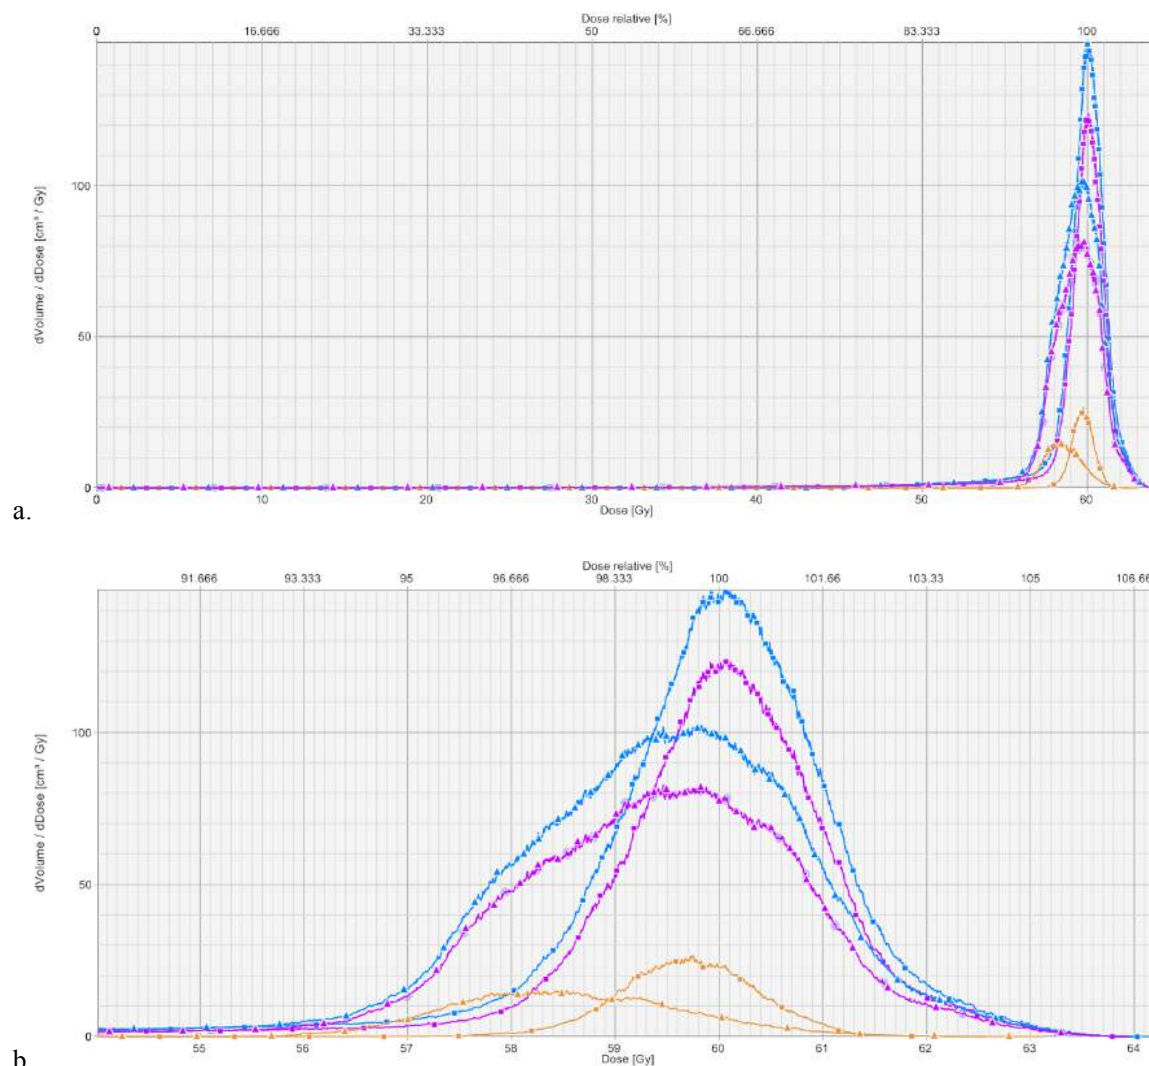 Dose relative [%]
0 16.666 33.333 50 66.666 83.333 100
dVolume / dDose [cm³ / Gy]
100
50
0
0 10 20 30 40 50 60
Dose [Gy]
a.
Dose relative [%]
91.666 93.333 95 96.666 98.333 100 101.66 103.33 105 106.66
dVolume / dDose [cm³ / Gy]
100
50
0
55 56 57 58 59 60 61 62 63 64
Dose [Gy]
b